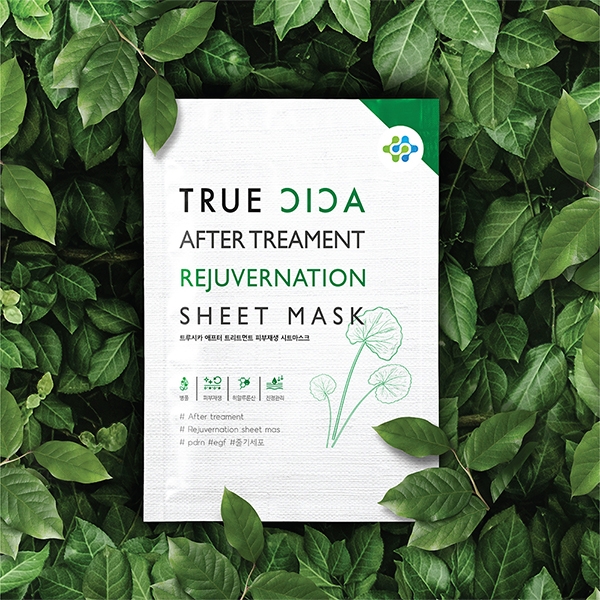 TRUE CICA
AFTER TREAMENT
REJUVERNATION
SHEET MASK
트루시카 애프터 트리트먼트 피부재생 시트마스크
병풀 피부재생 히알루론산 진정관리
# After treament
# Rejuvernation sheet mas
# pdrn #egf #줄기세포